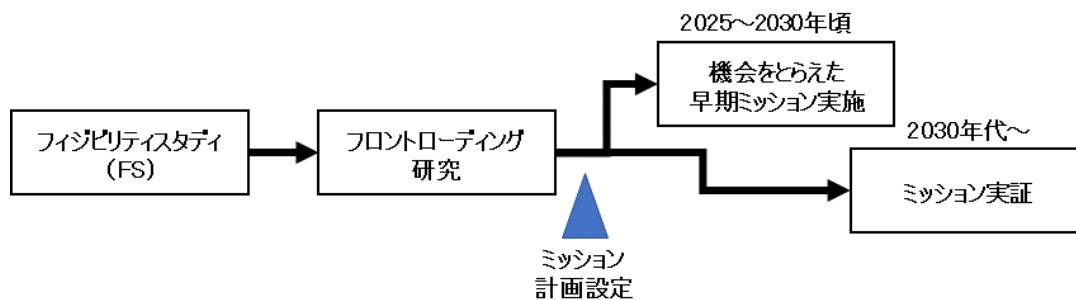 2025～2030年頃
機会をとらえた
早期ミッション実施
フィジビリティスタディ
(FS)
フロントローディング
研究
2030年代～
ミッション実証
ミッション
計画設定